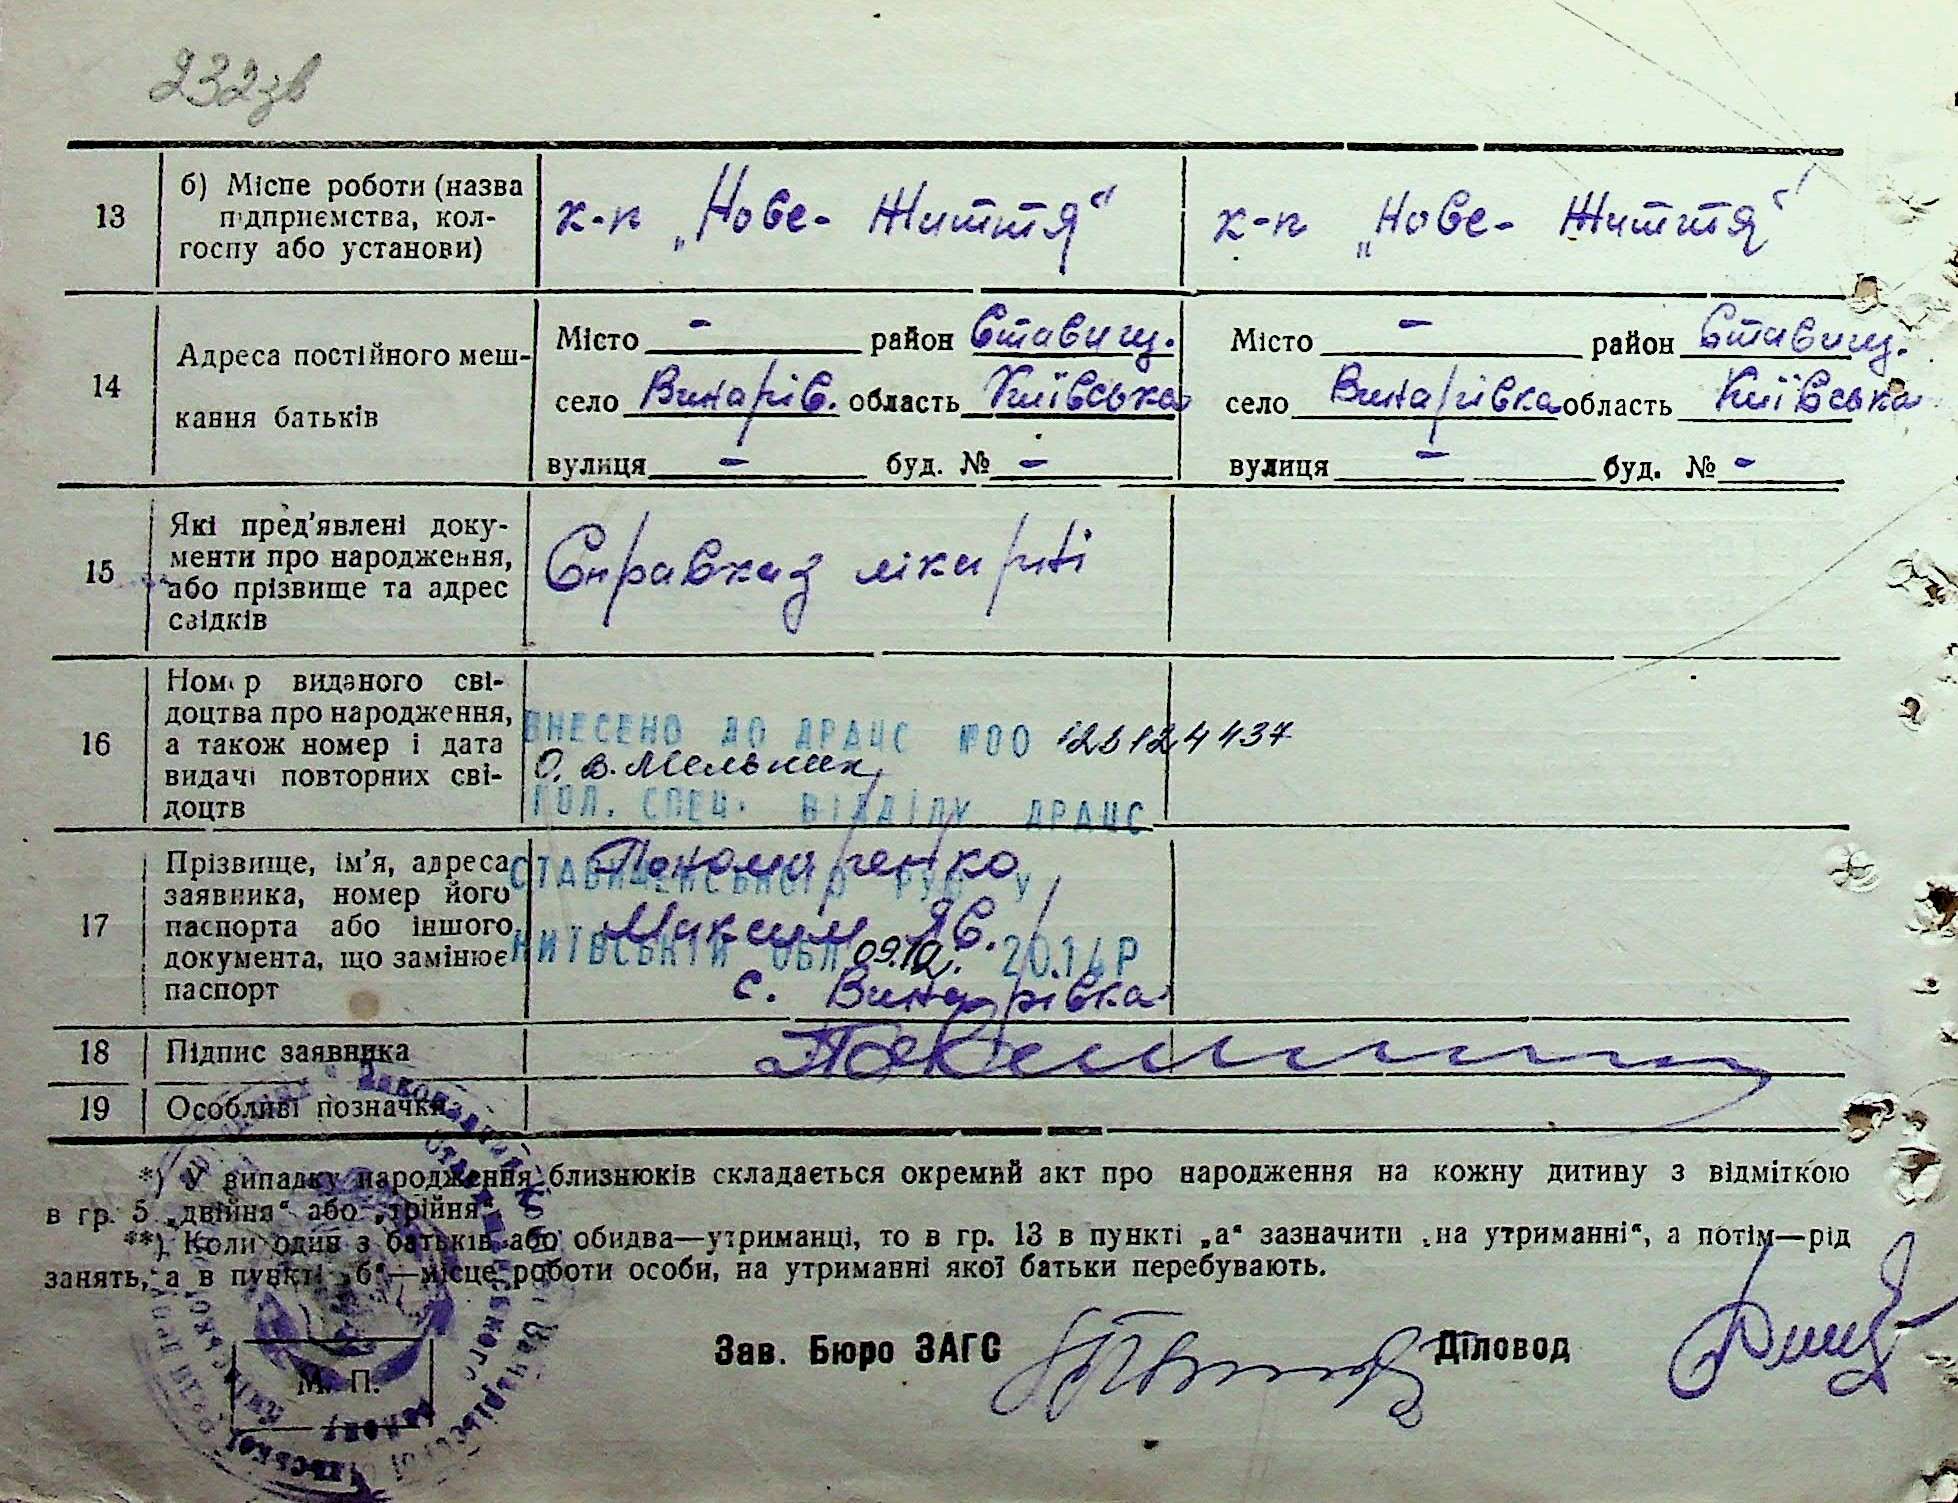 232зв
13 б) Місце роботи (назва
підприємства, кол-
госпу або установи)
к-п „Нове- Життя“ к-п „Нове- Життя“
14 Адреса постійного меш-
кання батьків
Місто - район Ставищ.
село Винарів. область Київська
вулиця - буд. № -
Місто - район Ставищ.
село Винарівка область Київська
вулиця - буд. № -
15 Які пред'явлені доку-
менти про народження,
або прізвище та адрес
свідків
Справка з лікарні
16 Номер виданого сві-
доцтва про народження,
а також номер і дата
видачі повторних сві-
доцтв
ВНЕСЕНО ДО ДРАЦС №00 122124437
О. В. Мельник
ГОЛ. СПЕЦ. ВІДДІЛУ ДРАЦС
СТАВИЩЕНСЬКОГО РУЮ У
КИЇВСЬКІЙ ОБЛ 09.10. 2014Р
17 Прізвище, ім'я, адреса
заявника, номер його
паспорта або іншого
документа, що замінює
паспорт
Пономаренко
Максим Яв.
с. Винарівка
18 Підпис заявника
19 Особливі позначки
*) У випадку народження близнюків складається окремий акт про народження на кожну дитину з відміткою
в гр. 5 „двійня“ або „трійня“.
**) Коли один з батьків або обидва—утриманці, то в гр. 13 в пункті „а“ зазначити „на утриманні“, а потім—рід
занять, а в пункті „б“—місце роботи особи, на утриманні якої батьки перебувають.
Зав. Бюро ЗАГС Діловод
М. П.